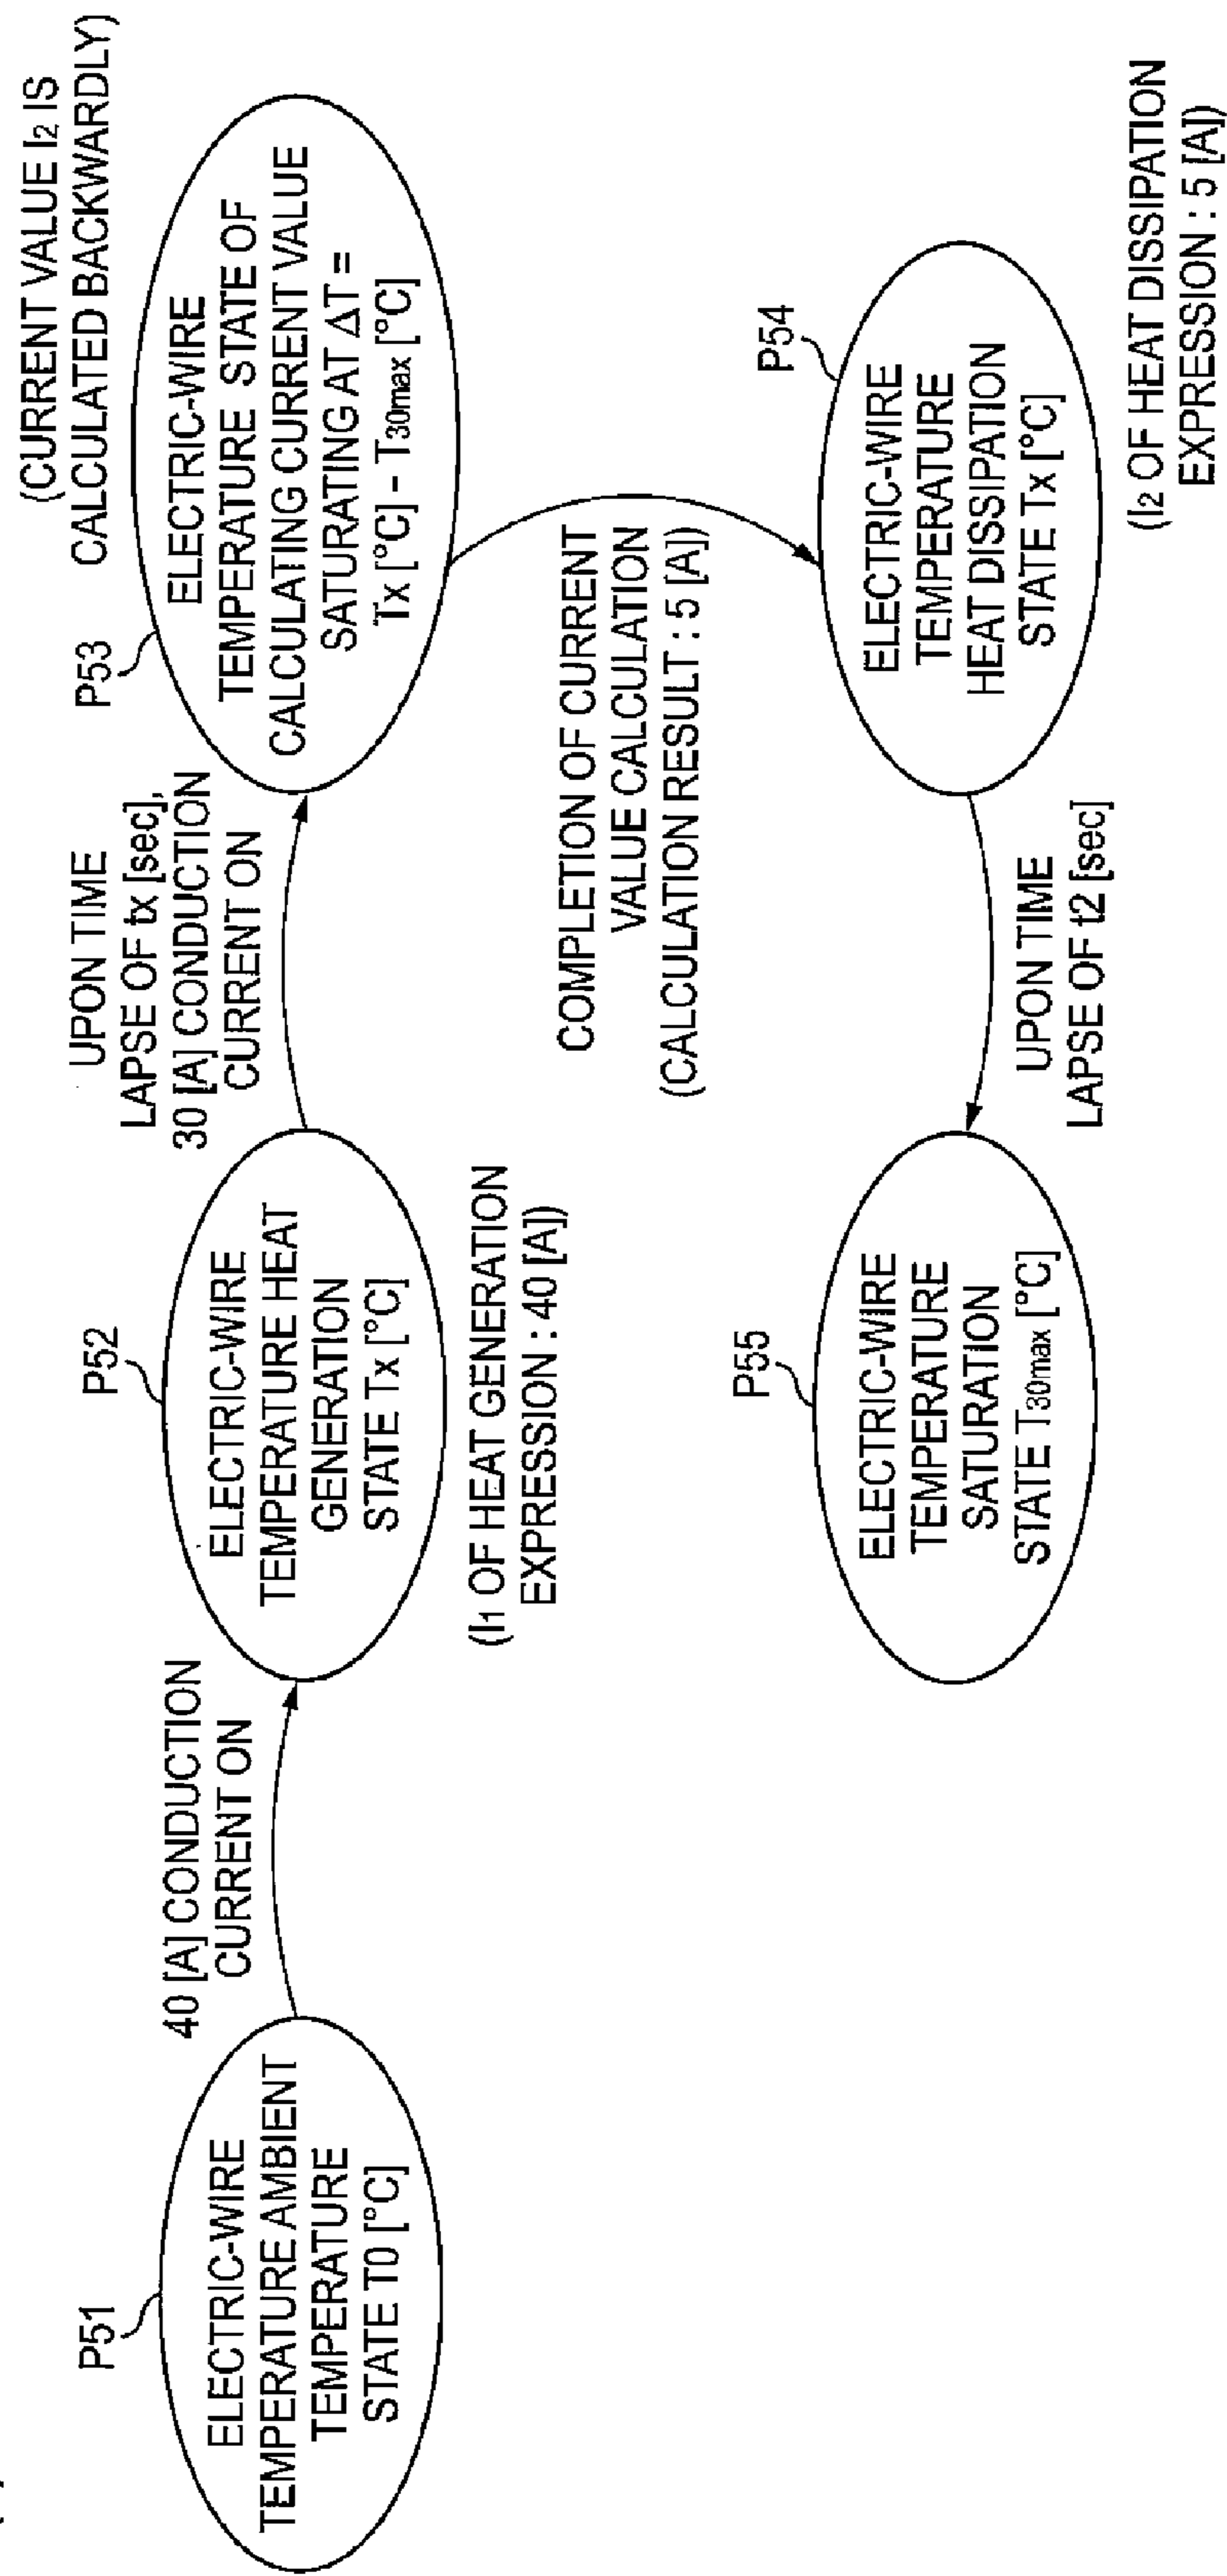 P51
ELECTRIC-WIRE
TEMPERATURE AMBIENT
TEMPERATURE
STATE T0 [°C]
40 [A] CONDUCTION
CURRENT ON
P52
ELECTRIC-WIRE
TEMPERATURE HEAT
GENERATION
STATE Tx [°C]
(I1 OF HEAT GENERATION
EXPRESSION : 40 [A])
UPON TIME
LAPSE OF tx [sec],
30 [A] CONDUCTION
CURRENT ON
P53
(CURRENT VALUE I2 IS
CALCULATED BACKWARDLY)
ELECTRIC-WIRE
TEMPERATURE STATE OF
CALCULATING CURRENT VALUE
SATURATING AT ΔT =
Tx [°C] – T30max [°C]
COMPLETION OF CURRENT
VALUE CALCULATION
(CALCULATION RESULT : 5 [A])
P54
ELECTRIC-WIRE
TEMPERATURE
HEAT DISSIPATION
STATE Tx [°C]
(I2 OF HEAT DISSIPATION
EXPRESSION : 5 [A])
UPON TIME
LAPSE OF t2 [sec]
P55
ELECTRIC-WIRE
TEMPERATURE
SATURATION
STATE T30max [°C]